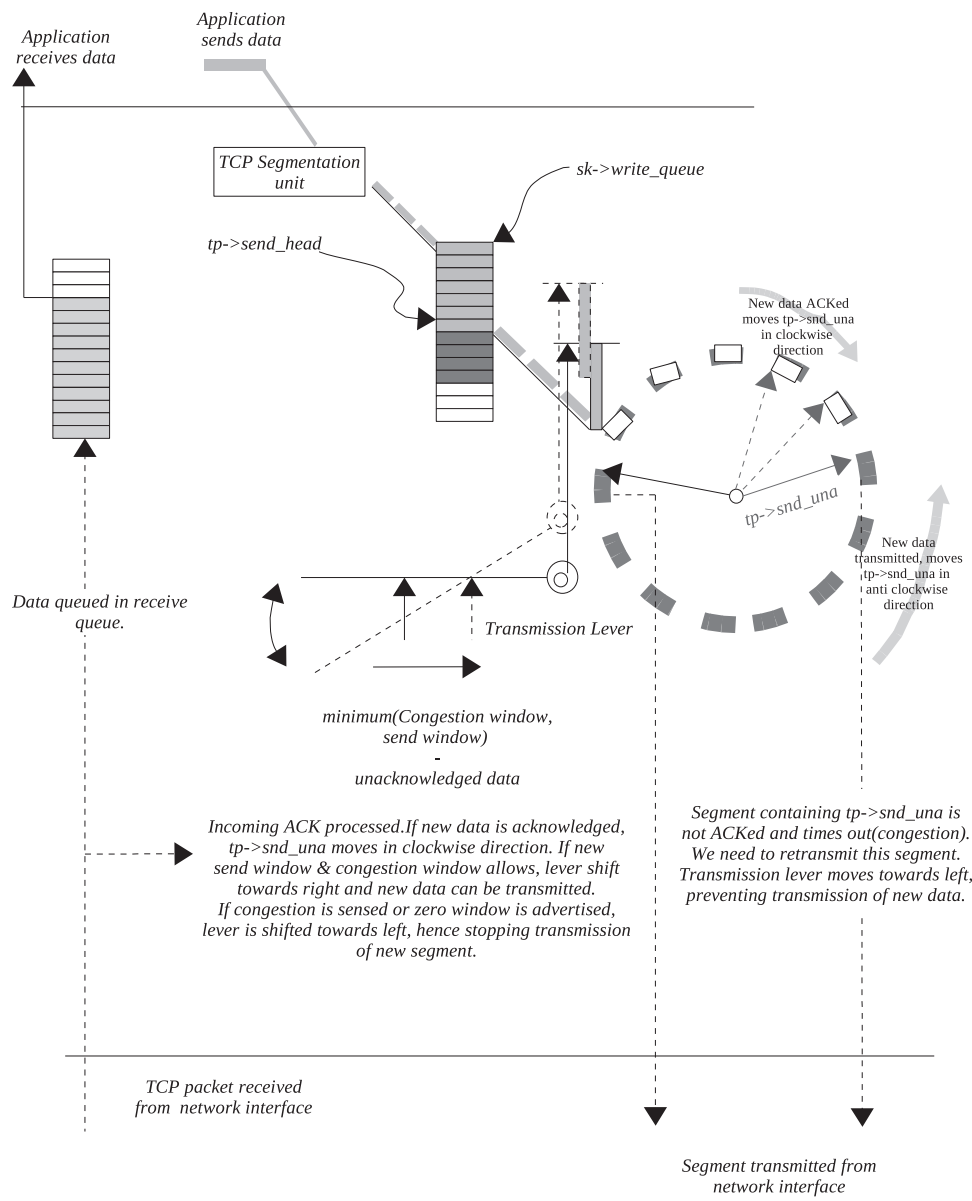 Application
receives data
Application
sends data
TCP Segmentation
unit
sk->write_queue
tp->send_head
New data ACKed
moves tp->snd_una
in clockwise
direction
tp->snd_una
New data
transmitted, moves
tp->snd_una in
anti clockwise
direction
Data queued in receive
queue.
Transmission Lever
minimum(Congestion window,
send window)
-
unacknowledged data
Incoming ACK processed.If new data is acknowledged,
tp->snd_una moves in clockwise direction. If new
send window & congestion window allows, lever shift
towards right and new data can be transmitted.
If congestion is sensed or zero window is advertised,
lever is shifted towards left, hence stopping transmission
of new segment.
Segment containing tp->snd_una is
not ACKed and times out(congestion).
We need to retransmit this segment.
Transmission lever moves towards left,
preventing transmission of new data.
TCP packet received
from network interface
Segment transmitted from
network interface